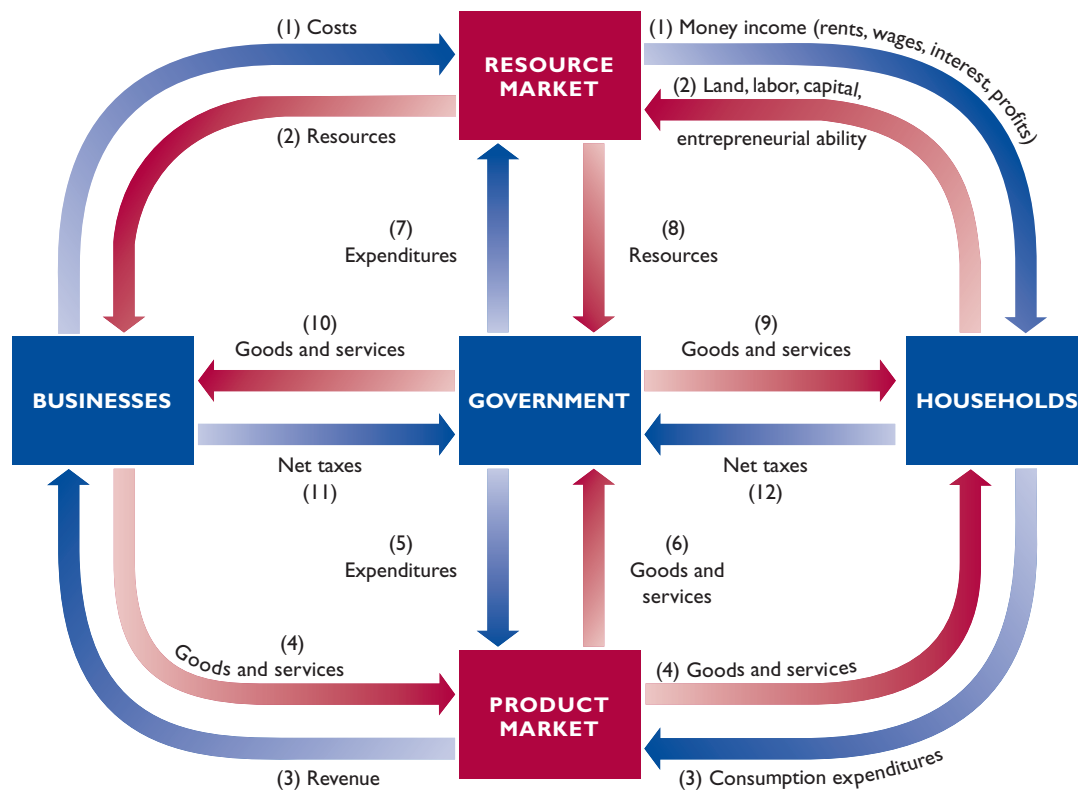 (1) Costs
RESOURCE
MARKET
(1) Money income (rents, wages, interest, profits)
(2) Land, labor, capital,
entrepreneurial ability
(2) Resources
(7)
Expenditures
(8)
Resources
(10)
Goods and services
(9)
Goods and services
BUSINESSES
GOVERNMENT
HOUSEHOLDS
Net taxes
(11)
Net taxes
(12)
(5)
Expenditures
(6)
Goods and
services
(4)
Goods and services
PRODUCT
MARKET
(4) Goods and services
(3) Revenue
(3) Consumption expenditures